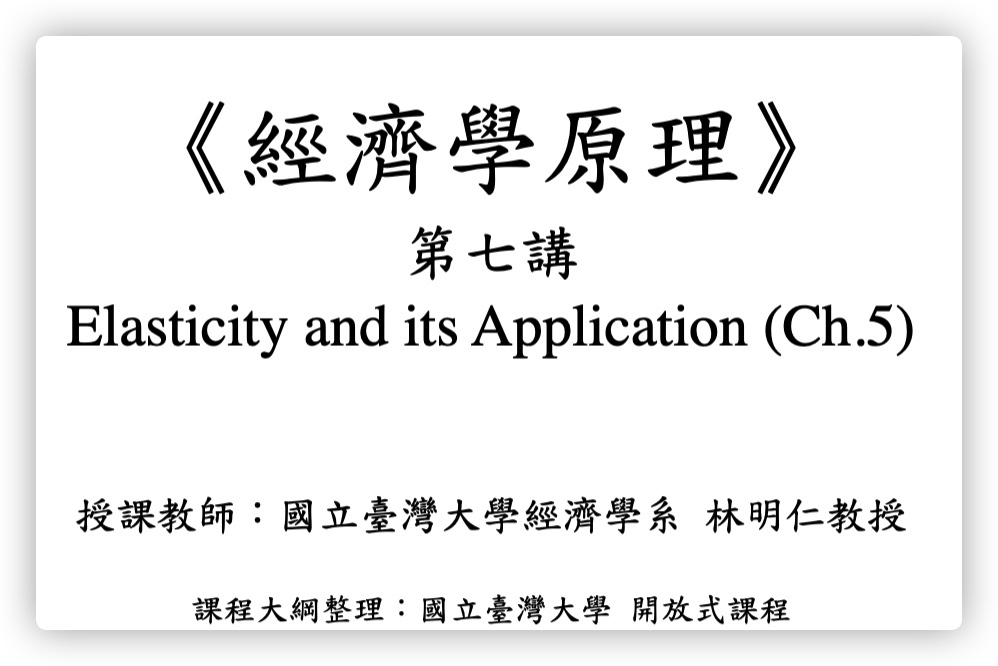 《經濟學原理》
第七講
Elasticity and its Application (Ch.5)
授課教師：國立臺灣大學經濟學系 林明仁教授
課程大綱整理：國立臺灣大學 開放式課程